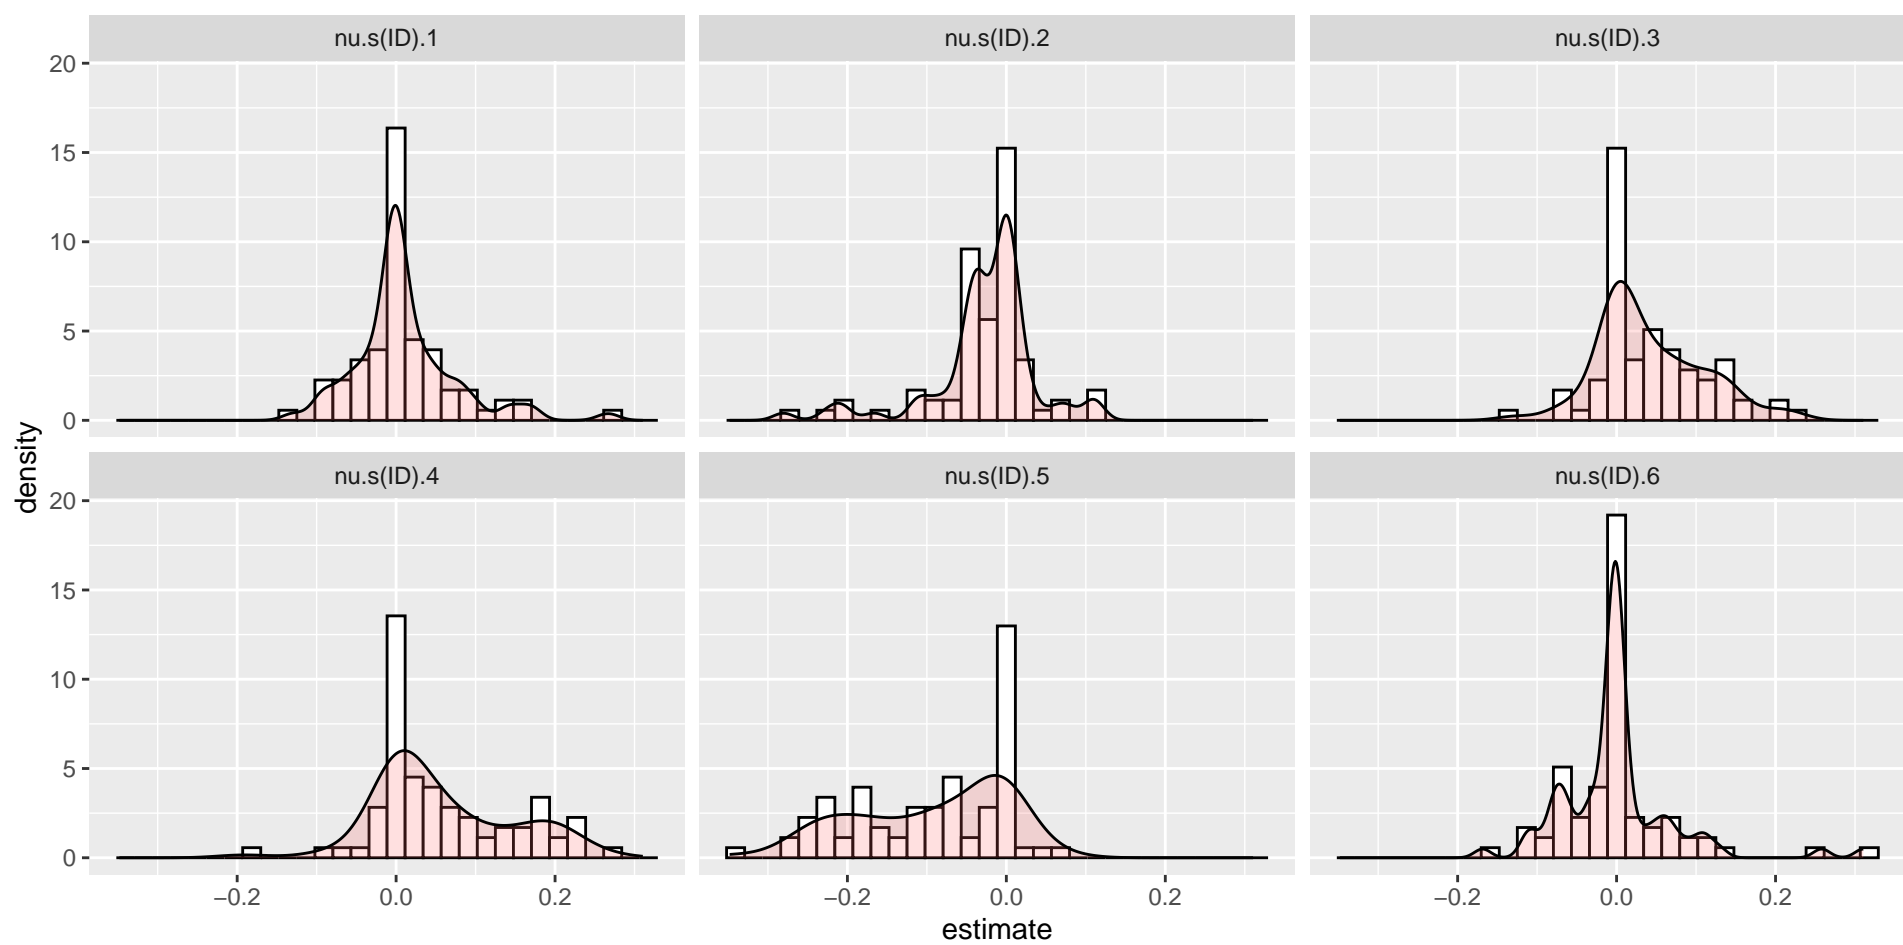 nu.s(ID).1 nu.s(ID).2 nu.s(ID).3
20
15
10
5
0
nu.s(ID).4 nu.s(ID).5 nu.s(ID).6
20
15
10
5
0
density
−0.2 0.0 0.2 −0.2 0.0 0.2 −0.2 0.0 0.2
estimate